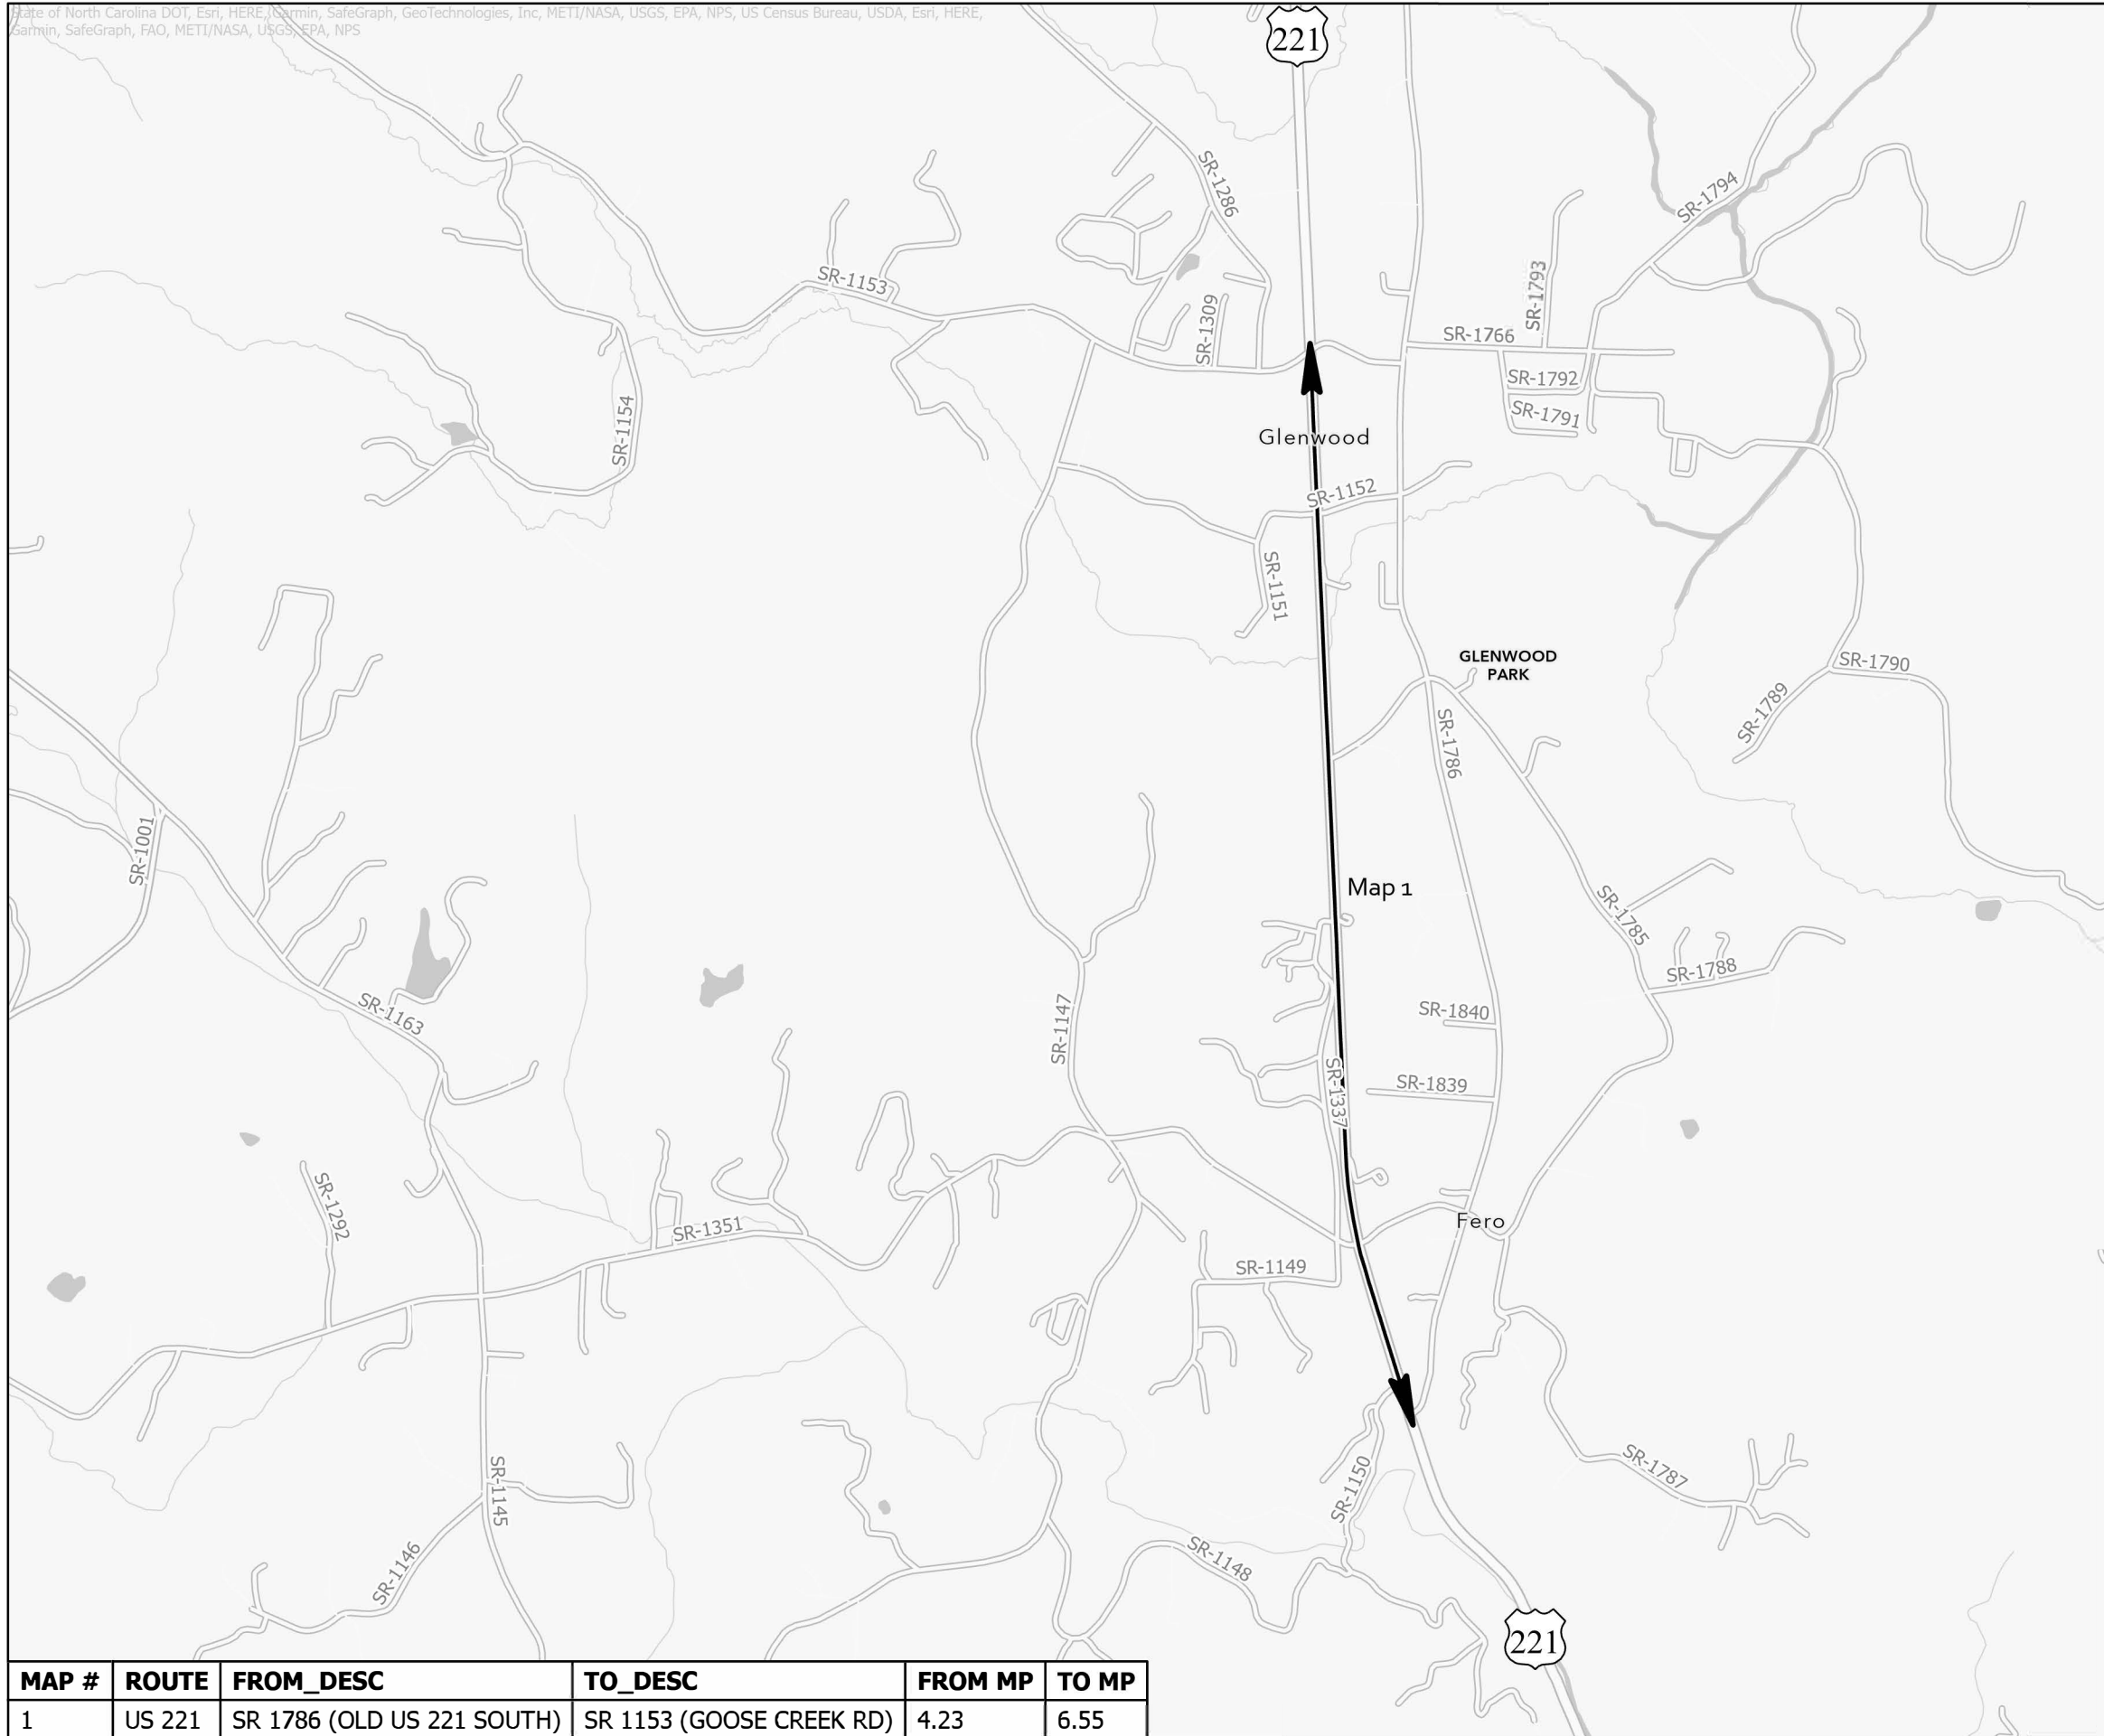 State of North Carolina DOT, Esri, HERE, Garmin, SafeGraph, GeoTechnologies, Inc, METI/NASA, USGS, EPA, NPS, US Census Bureau, USDA, Esri, HERE,
Garmin, SafeGraph, FAO, METI/NASA, USGS, EPA, NPS
221
SR-1286
SR-1794
SR-1153
SR-1793
SR-1309
SR-1766
SR-1792
SR-1791
SR-1154
Glenwood
SR-1152
SR-1151
GLENWOOD
PARK
SR-1790
SR-1789
SR-1786
SR-1001
Map 1
SR-1785
SR-1788
SR-1163
SR-1147
SR-1840
SR-1337
SR-1839
SR-1292
SR-1351
Fero
SR-1149
SR-1145
SR-1150
SR-1787
SR-1146
SR-1148
221
MAP # ROUTE FROM_DESC TO_DESC FROM MP TO MP
1 US 221 SR 1786 (OLD US 221 SOUTH) SR 1153 (GOOSE CREEK RD) 4.23 6.55